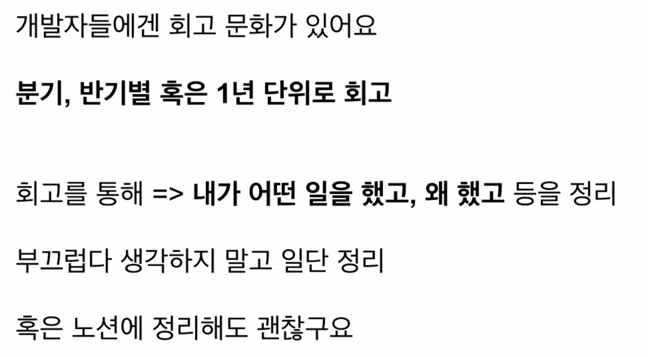 개발자들에겐 회고 문화가 있어요
분기, 반기별 혹은 1년 단위로 회고
회고를 통해 => 내가 어떤 일을 했고, 왜 했고 등을 정리
부끄럽다 생각하지 말고 일단 정리
혹은 노션에 정리해도 괜찮구요